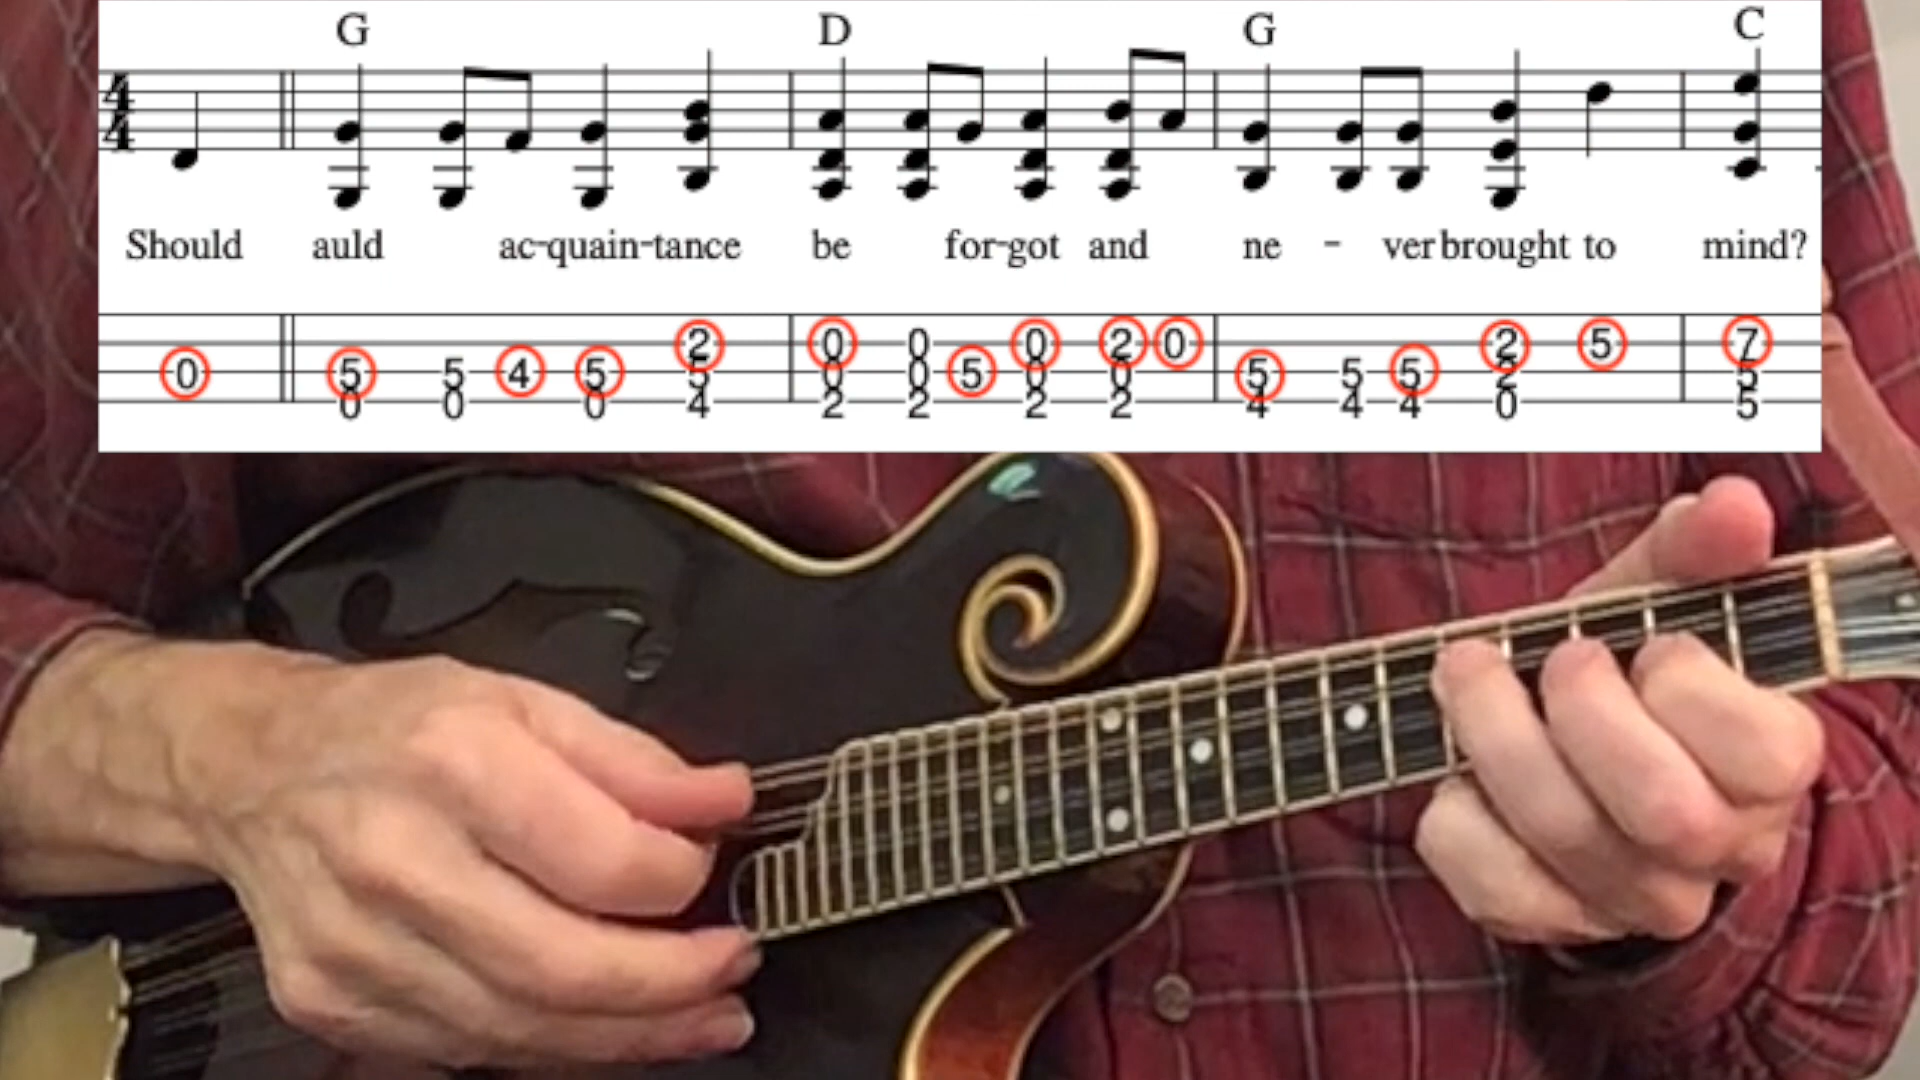 G D G C
4
4
Should auld ac-quain-tance be for-got and ne - ver brought to mind?
2 0 0 0 2 0 2 5 7
0 5 5 4 5 5 0 0 5 0 0 5 5 5 2 5
0 0 0 4 2 2 2 2 4 4 4 0 5